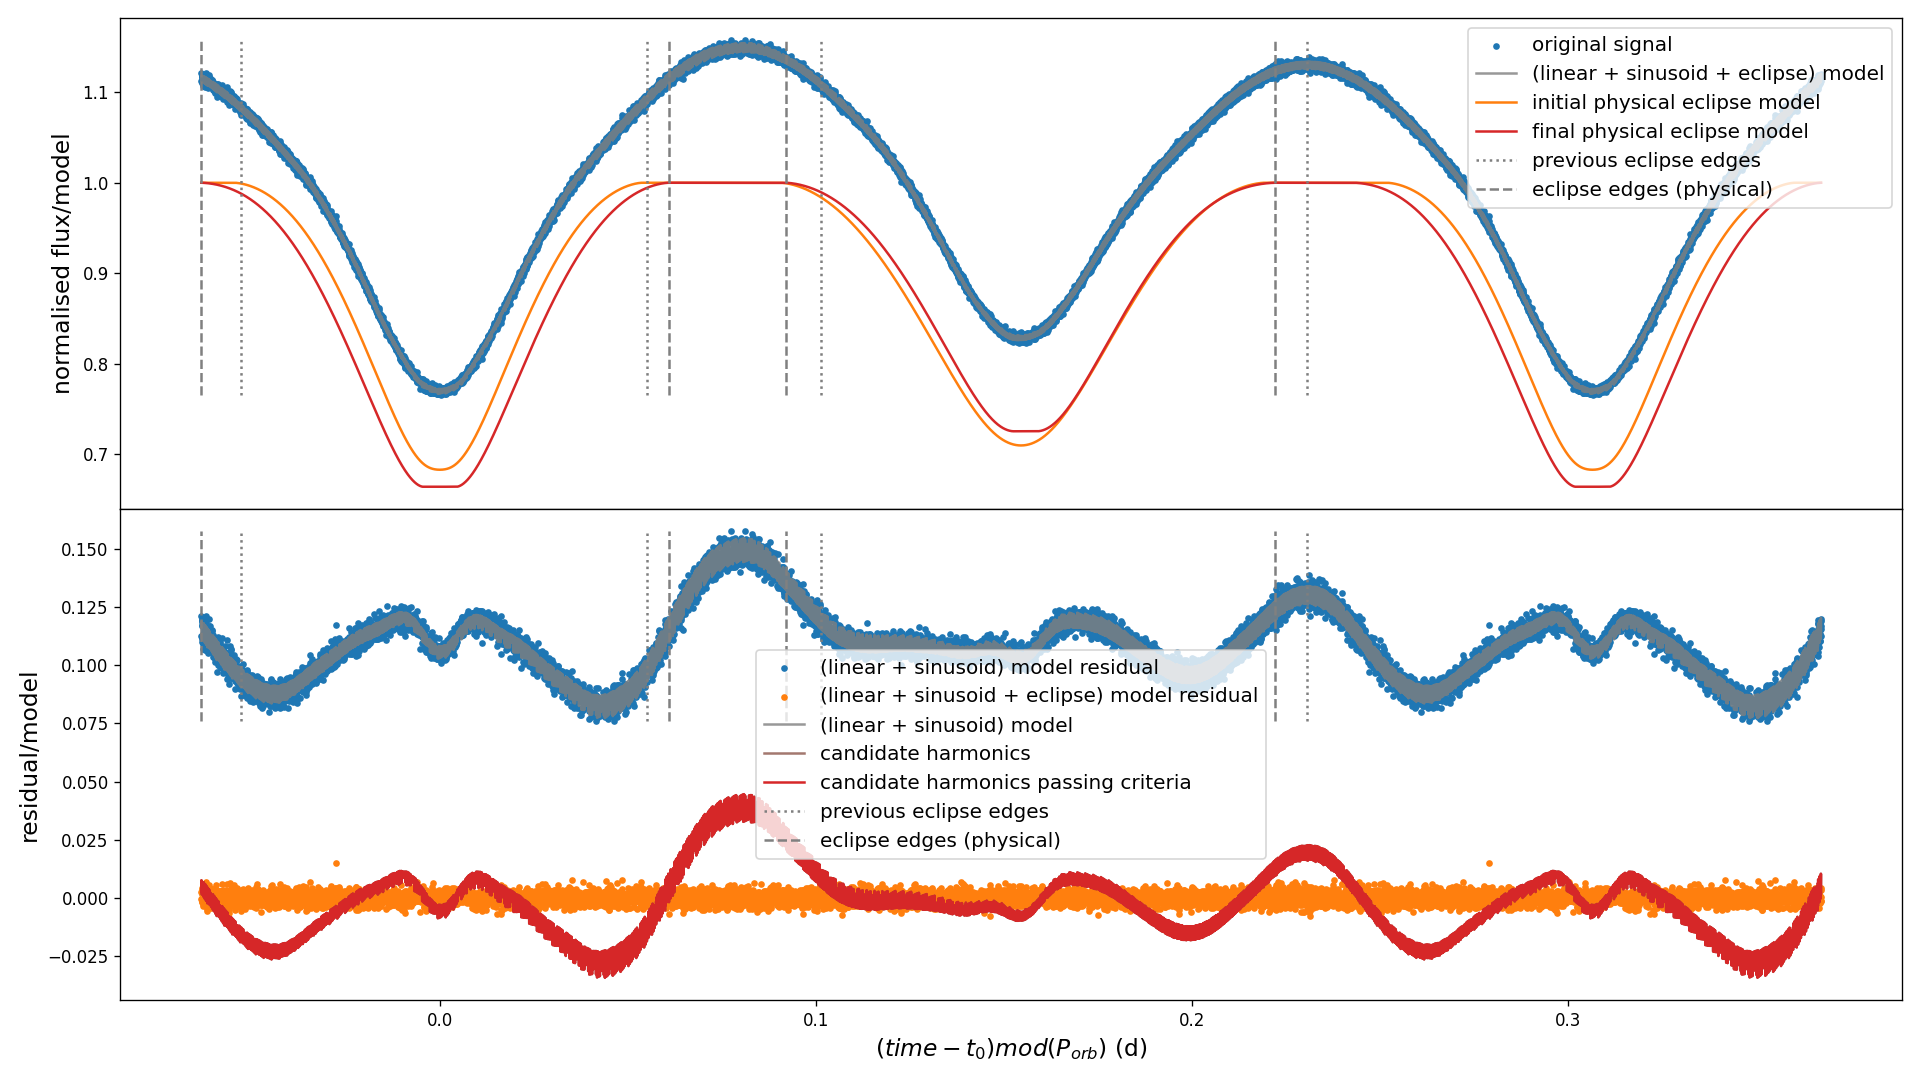 normalised flux/model
1.1
1.0
0.9
0.8
0.7
original signal
(linear + sinusoid + eclipse) model
initial physical eclipse model
final physical eclipse model
previous eclipse edges
eclipse edges (physical)
residual/model
0.150
0.125
0.100
0.075
0.050
0.025
0.000
−0.025
(linear + sinusoid) model residual
(linear + sinusoid + eclipse) model residual
(linear + sinusoid) model
candidate harmonics
candidate harmonics passing criteria
previous eclipse edges
eclipse edges (physical)
0.0 0.1 0.2 0.3
(time − t₀)mod(Pₒᵣᵦ) (d)